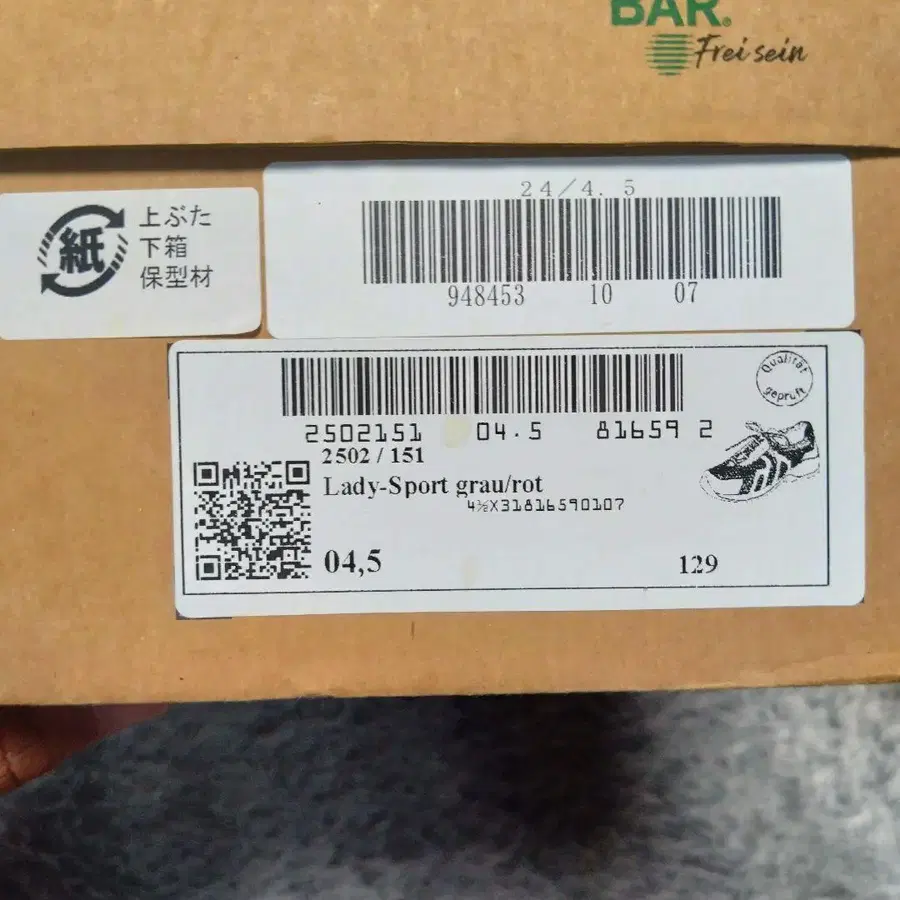 BÄR®
Frei sein
紙
上ぶた
下箱
保型材
24/4.5
948453 10 07
2502151 04.5 81659 2
2502 / 151
Lady-Sport grau/rot
4½X31816590107
04,5
129
Qualität
geprüft